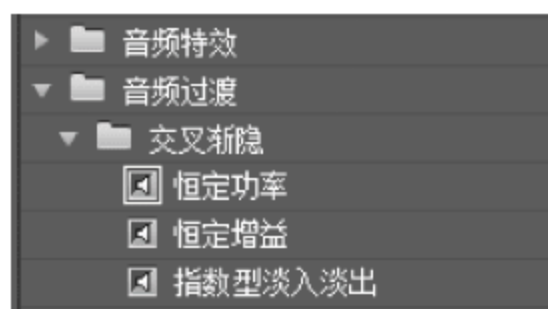 音频特效
音频过渡
交叉渐隐
恒定功率
恒定增益
指数型淡入淡出